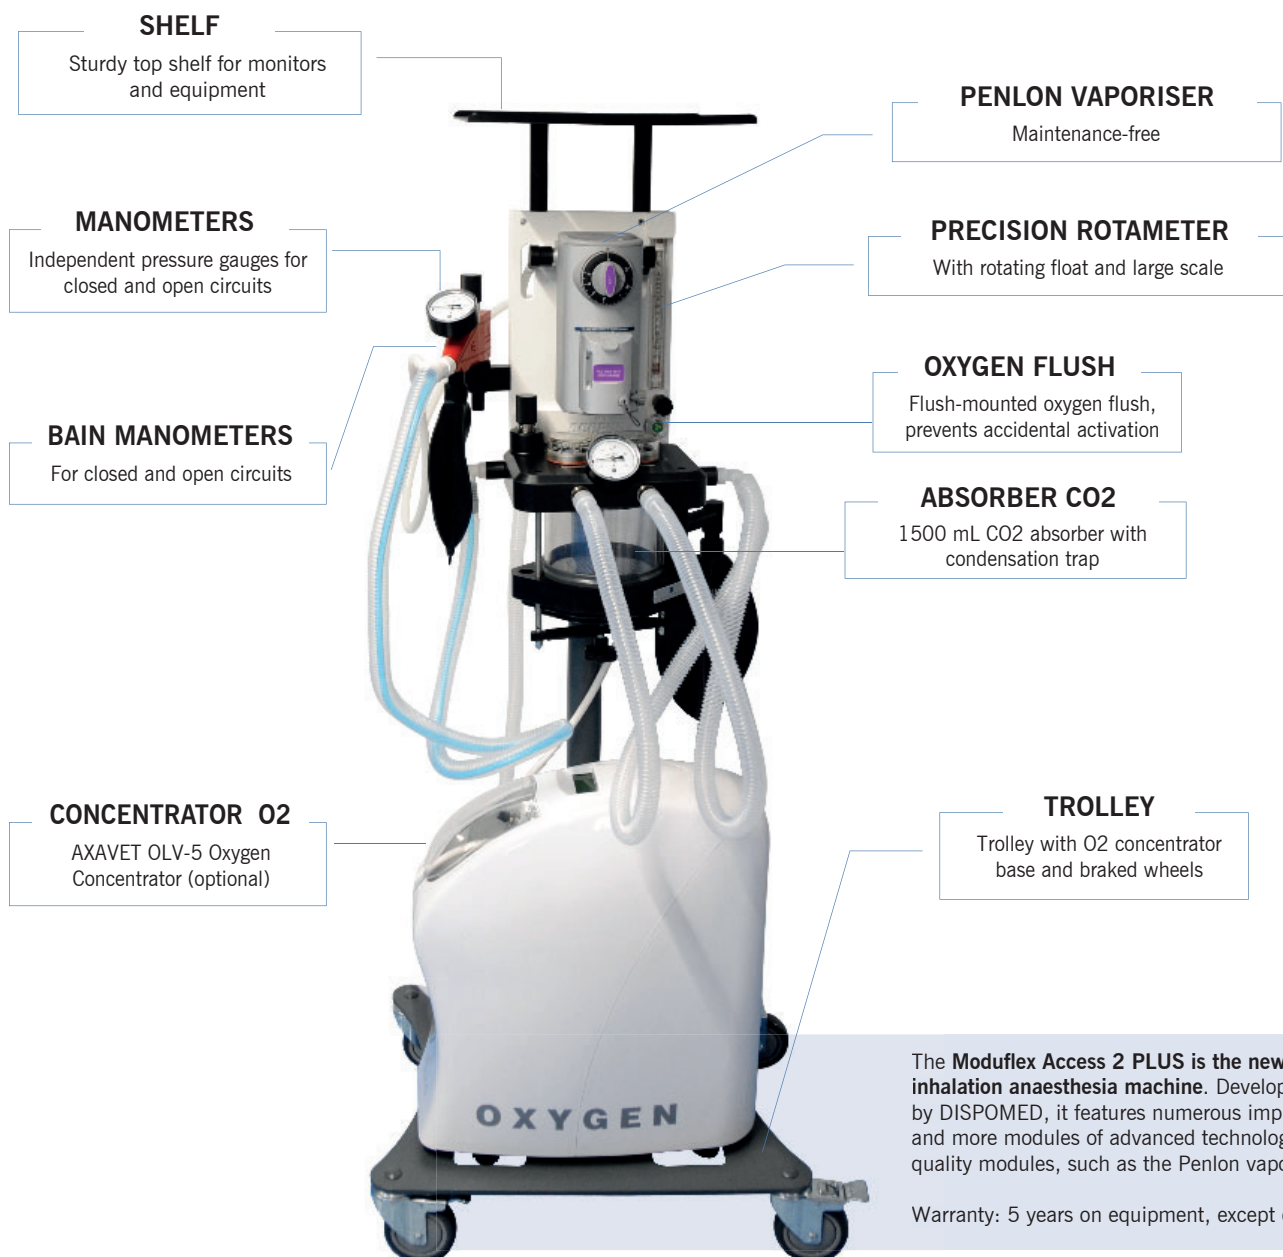 SHELF
Sturdy top shelf for monitors
and equipment
PENLON VAPORISER
Maintenance-free
MANOMETERS
Independent pressure gauges for
closed and open circuits
PRECISION ROTAMETER
With rotating float and large scale
OXYGEN FLUSH
Flush-mounted oxygen flush,
prevents accidental activation
BAIN MANOMETERS
For closed and open circuits
ABSORBER CO2
1500 mL CO2 absorber with
condensation trap
CONCENTRATOR O2
AXAVET OLV-5 Oxygen
Concentrator (optional)
TROLLEY
Trolley with O2 concentrator
base and braked wheels
OXYGEN
The Moduflex Access 2 PLUS is the new
inhalation anaesthesia machine. Develop
by DISPOMED, it features numerous imp
and more modules of advanced technolog
quality modules, such as the Penlon vapo
Warranty: 5 years on equipment, except